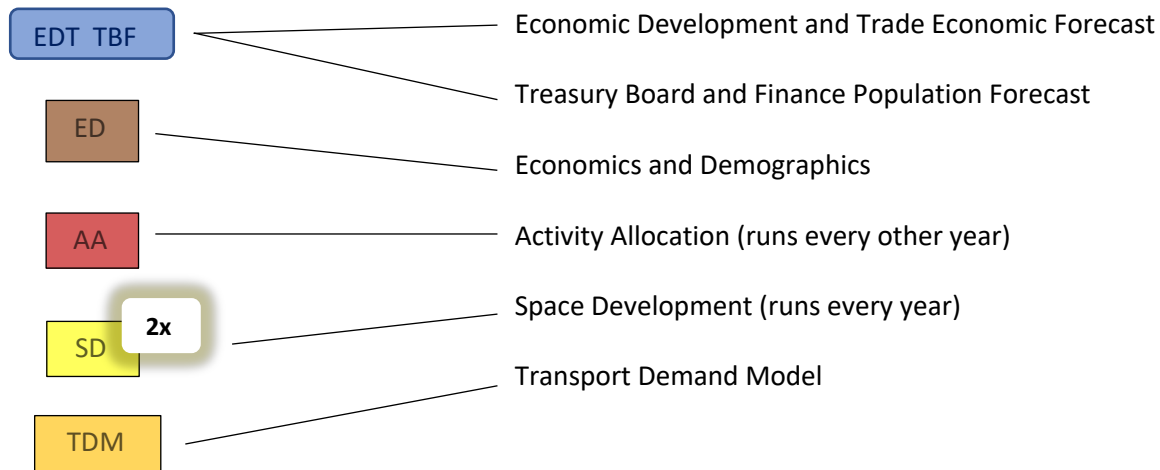 EDT TBF
Economic Development and Trade Economic Forecast
Treasury Board and Finance Population Forecast
ED
Economics and Demographics
AA
Activity Allocation (runs every other year)
2x
SD
Space Development (runs every year)
Transport Demand Model
TDM